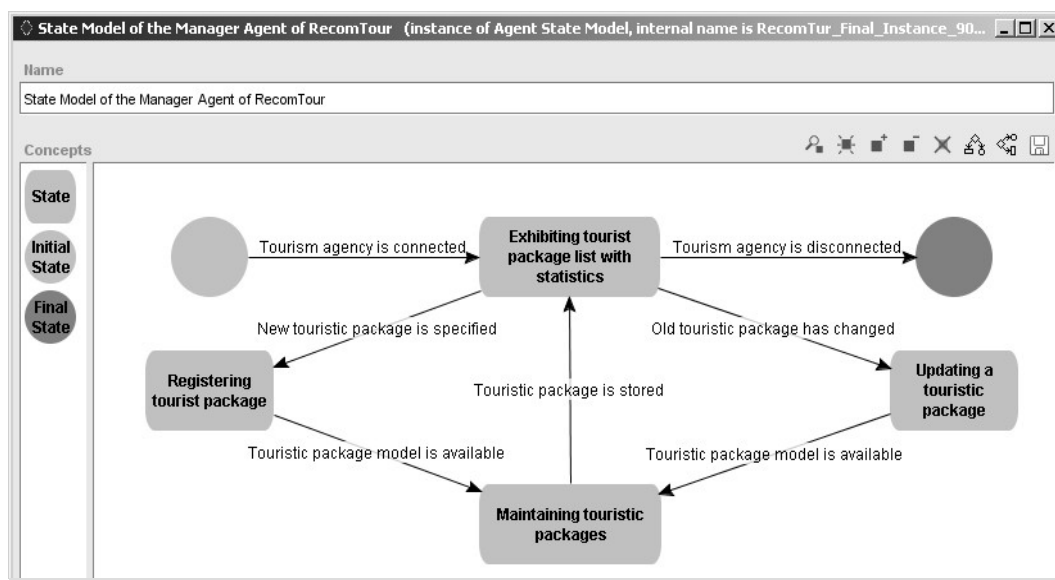 State Model of the Manager Agent of RecomTour (instance of Agent State Model, internal name is RecomTur_Final_Instance_90...
Name
State Model of the Manager Agent of RecomTour
Concepts
State
Initial
State
Final
State
Tourism agency is connected
Exhibiting tourist
package list with
statistics
Tourism agency is disconnected
New touristic package is specified
Old touristic package has changed
Registering
tourist package
Touristic package is stored
Updating a
touristic
package
Touristic package model is available
Touristic package model is available
Maintaining touristic
packages